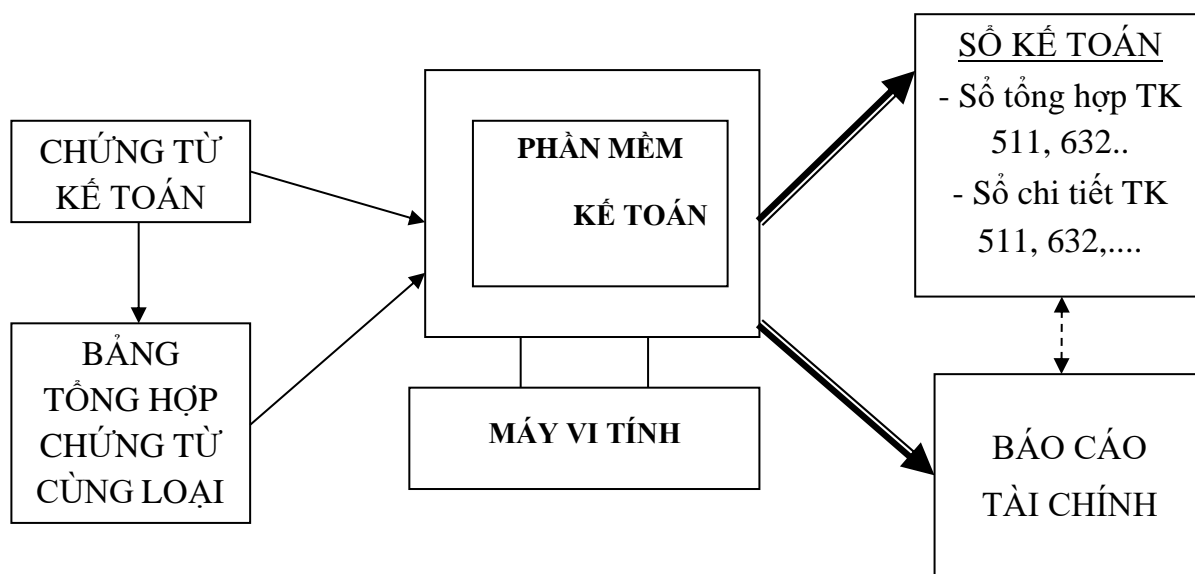 CHỨNG TỪ
KẾ TOÁN
BẢNG
TỔNG HỢP
CHỨNG TỪ
CÙNG LOẠI
PHẦN MỀM
KẾ TOÁN
MÁY VI TÍNH
SỔ KẾ TOÁN
- Sổ tổng hợp TK
511, 632..
- Sổ chi tiết TK
511, 632,....
BÁO CÁO
TÀI CHÍNH